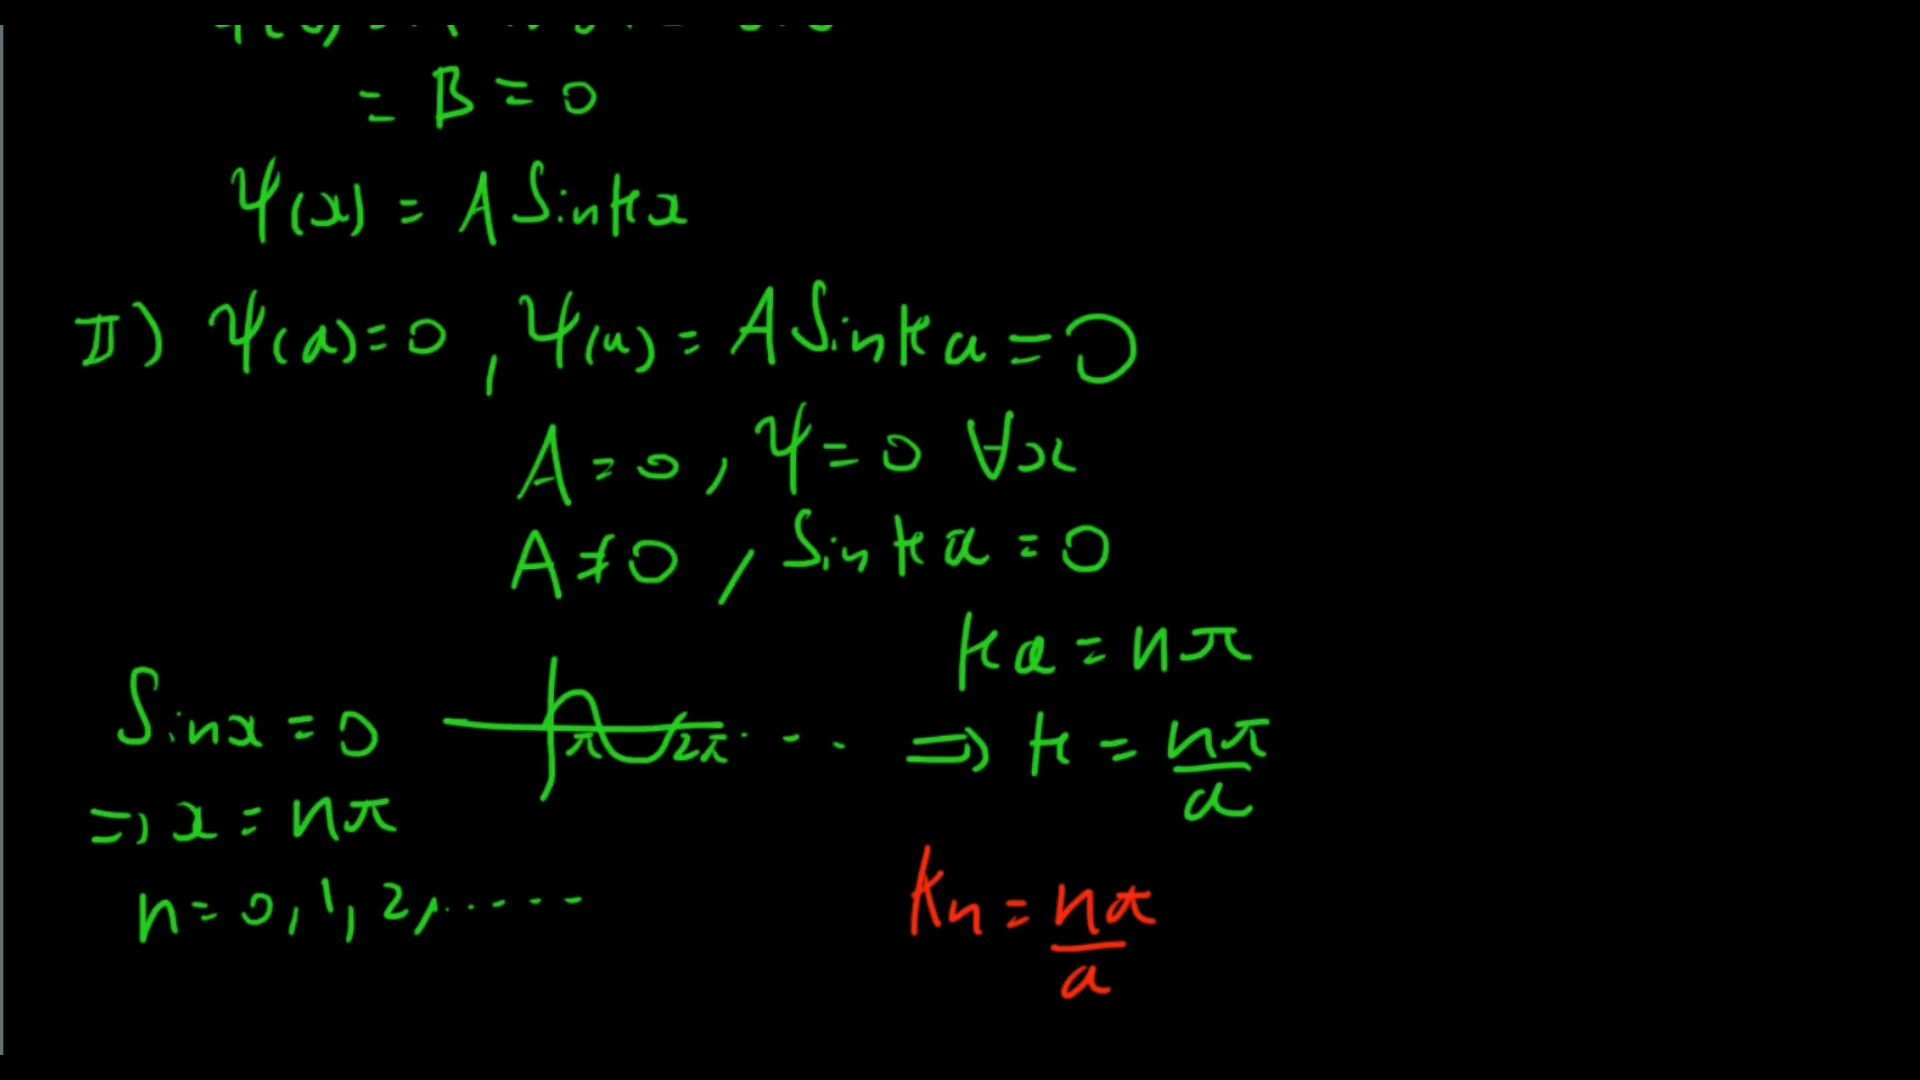 = B = 0
ψ(x) = A Sin kx
II) ψ(a) = 0 , ψ(a) = A Sin ka = 0
A = 0 , ψ = 0 ∀x
A ≠ 0 , Sin ka = 0
ka = nπ
Sin x = 0 π 2π ... ⇒ k = nπ/a
⇒ x = nπ
n = 0, 1, 2, .....
Kn = nπ/a